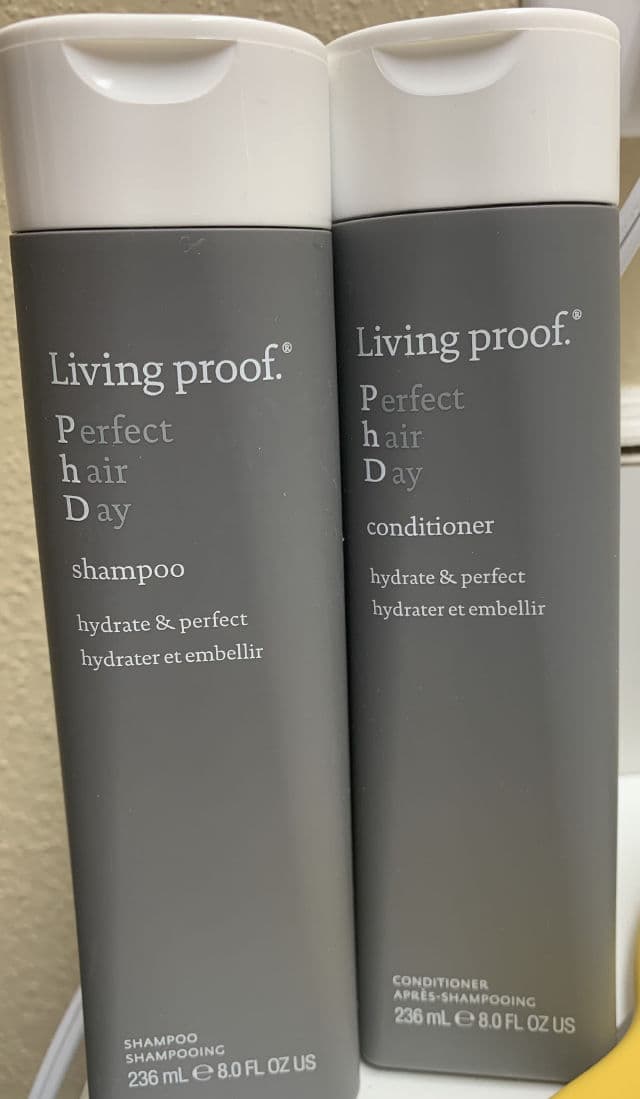 Living proof.®
Perfect
hair
Day
shampoo
hydrate & perfect
hydrater et embellir
SHAMPOO
SHAMPOOING
236 mL ℮ 8.0 FL OZ US
Living proof.®
Perfect
hair
Day
conditioner
hydrate & perfect
hydrater et embellir
CONDITIONER
APRÈS-SHAMPOOING
236 mL ℮ 8.0 FL OZ US